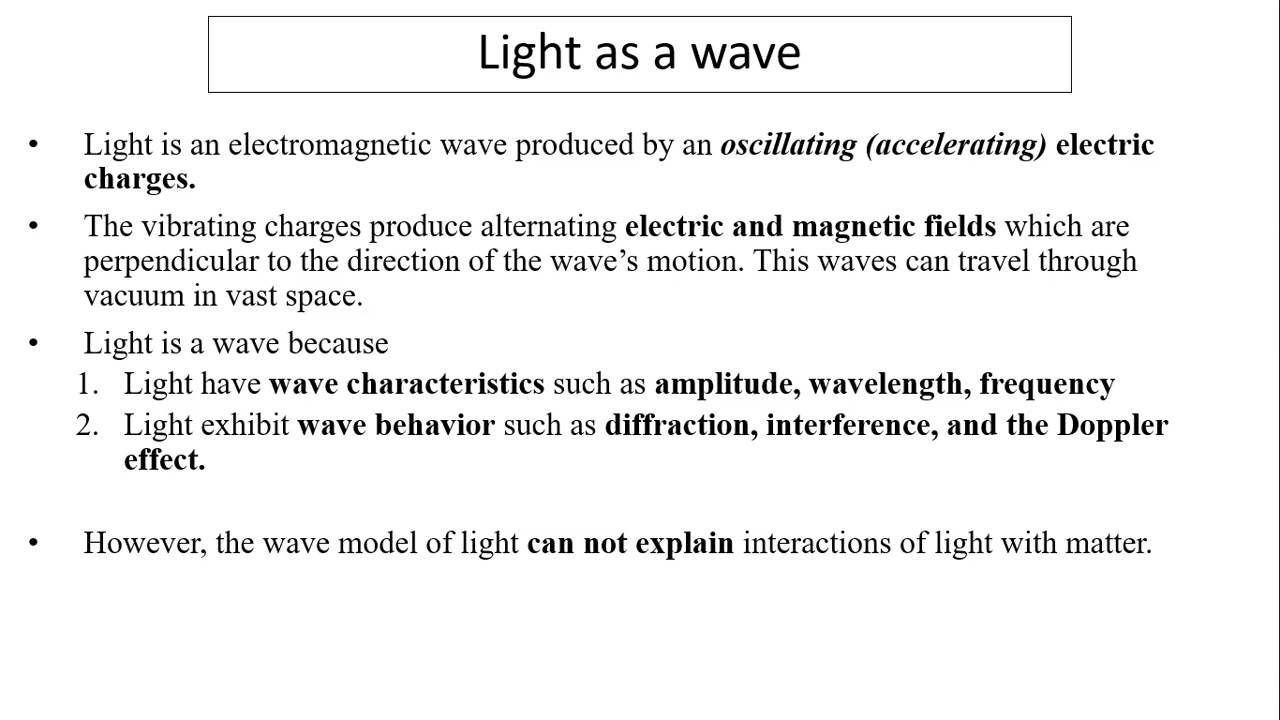 Light as a wave
• Light is an electromagnetic wave produced by an oscillating (accelerating) electric
charges.
• The vibrating charges produce alternating electric and magnetic fields which are
perpendicular to the direction of the wave’s motion. This waves can travel through
vacuum in vast space.
• Light is a wave because
1. Light have wave characteristics such as amplitude, wavelength, frequency
2. Light exhibit wave behavior such as diffraction, interference, and the Doppler
effect.
• However, the wave model of light can not explain interactions of light with matter.